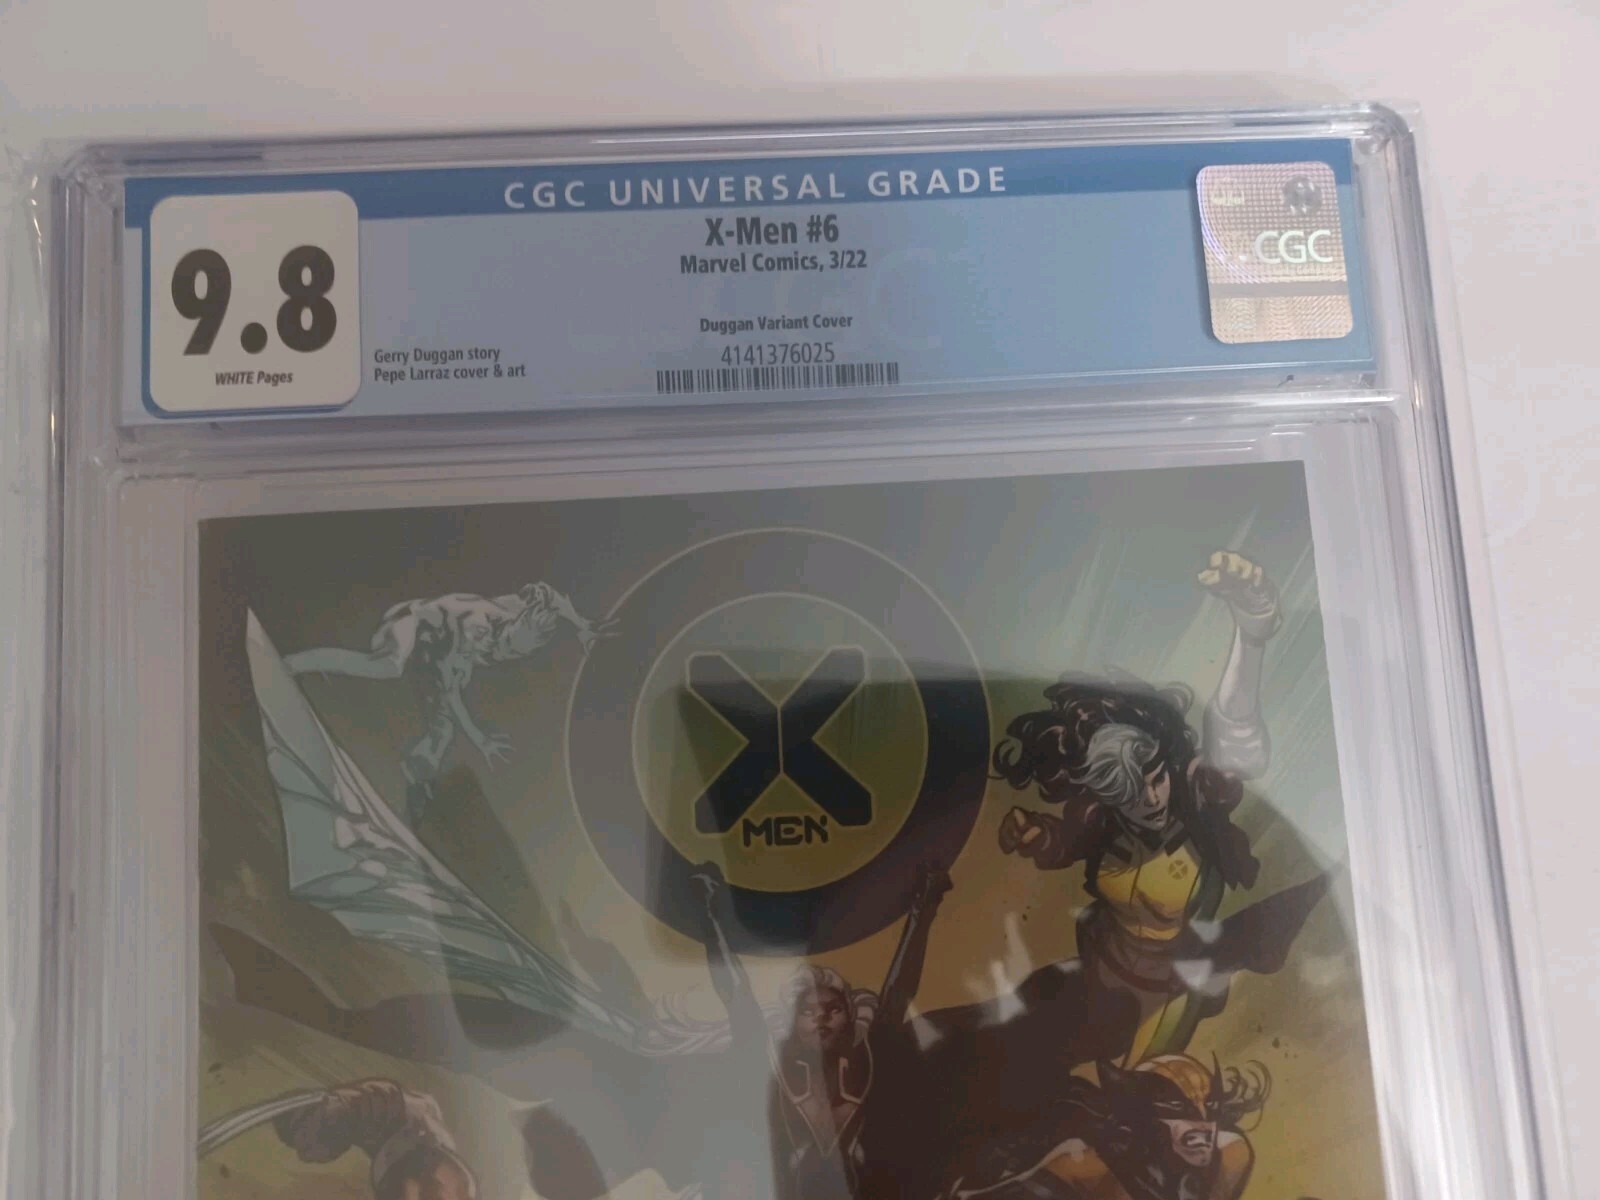 CGC UNIVERSAL GRADE
9.8
WHITE Pages
X-Men #6
Marvel Comics, 3/22
Duggan Variant Cover
Gerry Duggan story
Pepe Larraz cover & art
4141376025
CGC
X
MEN